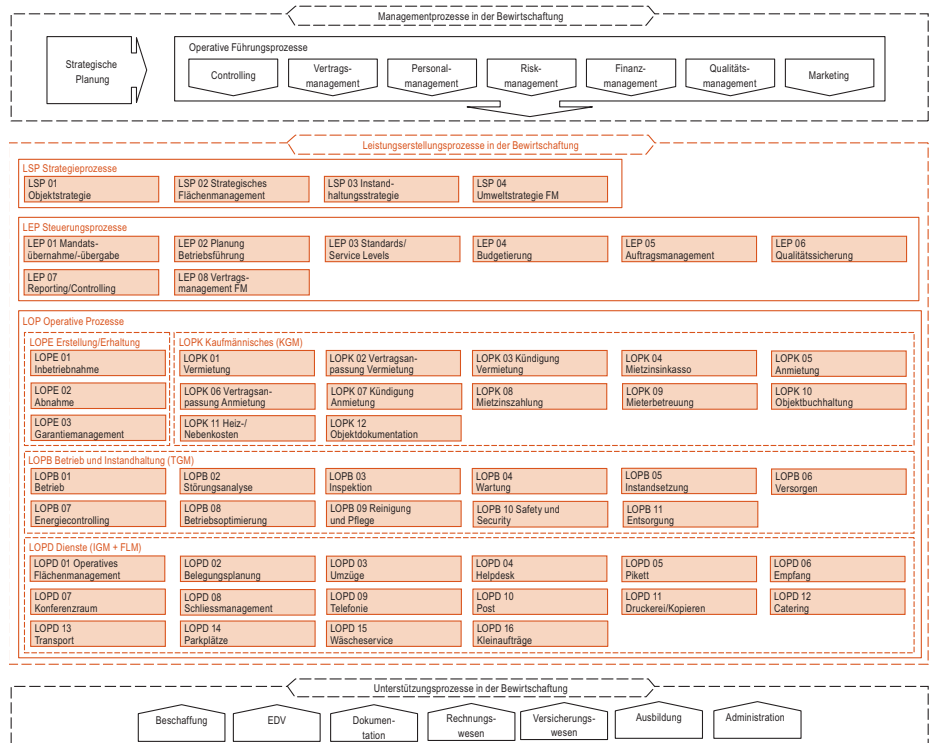 Managementprozesse in der Bewirtschaftung
Strategische
Planung
Operative Führungsprozesse
Controlling
Vertrags-
management
Personal-
management
Risk-
management
Finanz-
management
Qualitäts-
management
Marketing
Leistungserstellungsprozesse in der Bewirtschaftung
LSP Strategieprozesse
LSP 01
Objektstrategie
LSP 02 Strategisches
Flächenmanagement
LSP 03 Instand-
haltungsstrategie
LSP 04
Umweltstrategie FM
LEP Steuerungsprozesse
LEP 01 Mandats-
übernahme/-übergabe
LEP 02 Planung
Betriebsführung
LEP 03 Standards/
Service Levels
LEP 04
Budgetierung
LEP 05
Auftragsmanagement
LEP 06
Qualitätssicherung
LEP 07
Reporting/Controlling
LEP 08 Vertrags-
management FM
LOP Operative Prozesse
LOPE Erstellung/Erhaltung
LOPE 01
Inbetriebnahme
LOPE 02
Abnahme
LOPE 03
Garantiemanagement
LOPK Kaufmännisches (KGM)
LOPK 01
Vermietung
LOPK 02 Vertragsan-
passung Vermietung
LOPK 03 Kündigung
Vermietung
LOPK 04
Mietzinsinkasso
LOPK 05
Anmietung
LOPK 06 Vertragsan-
passung Anmietung
LOPK 07 Kündigung
Anmietung
LOPK 08
Mietzinszahlung
LOPK 09
Mieterbetreuung
LOPK 10
Objektbuchhaltung
LOPK 11 Heiz-/
Nebenkosten
LOPK 12
Objektdokumentation
LOPB Betrieb und Instandhaltung (TGM)
LOPB 01
Betrieb
LOPB 02
Störungsanalyse
LOPB 03
Inspektion
LOPB 04
Wartung
LOPB 05
Instandsetzung
LOPB 06
Versorgen
LOPB 07
Energiecontrolling
LOPB 08
Betriebsoptimierung
LOPB 09 Reinigung
und Pflege
LOPB 10 Safety und
Security
LOPB 11
Entsorgung
LOPD Dienste (IGM + FLM)
LOPD 01 Operatives
Flächenmanagement
LOPD 02
Belegungsplanung
LOPD 03
Umzüge
LOPD 04
Helpdesk
LOPD 05
Pikett
LOPD 06
Empfang
LOPD 07
Konferenzraum
LOPD 08
Schliessmanagement
LOPD 09
Telefonie
LOPD 10
Post
LOPD 11
Druckerei/Kopieren
LOPD 12
Catering
LOPD 13
Transport
LOPD 14
Parkplätze
LOPD 15
Wäscheservice
LOPD 16
Kleinaufträge
Unterstützungsprozesse in der Bewirtschaftung
Beschaffung
EDV
Dokumen-
tation
Rechnungs-
wesen
Versicherungs-
wesen
Ausbildung
Administration